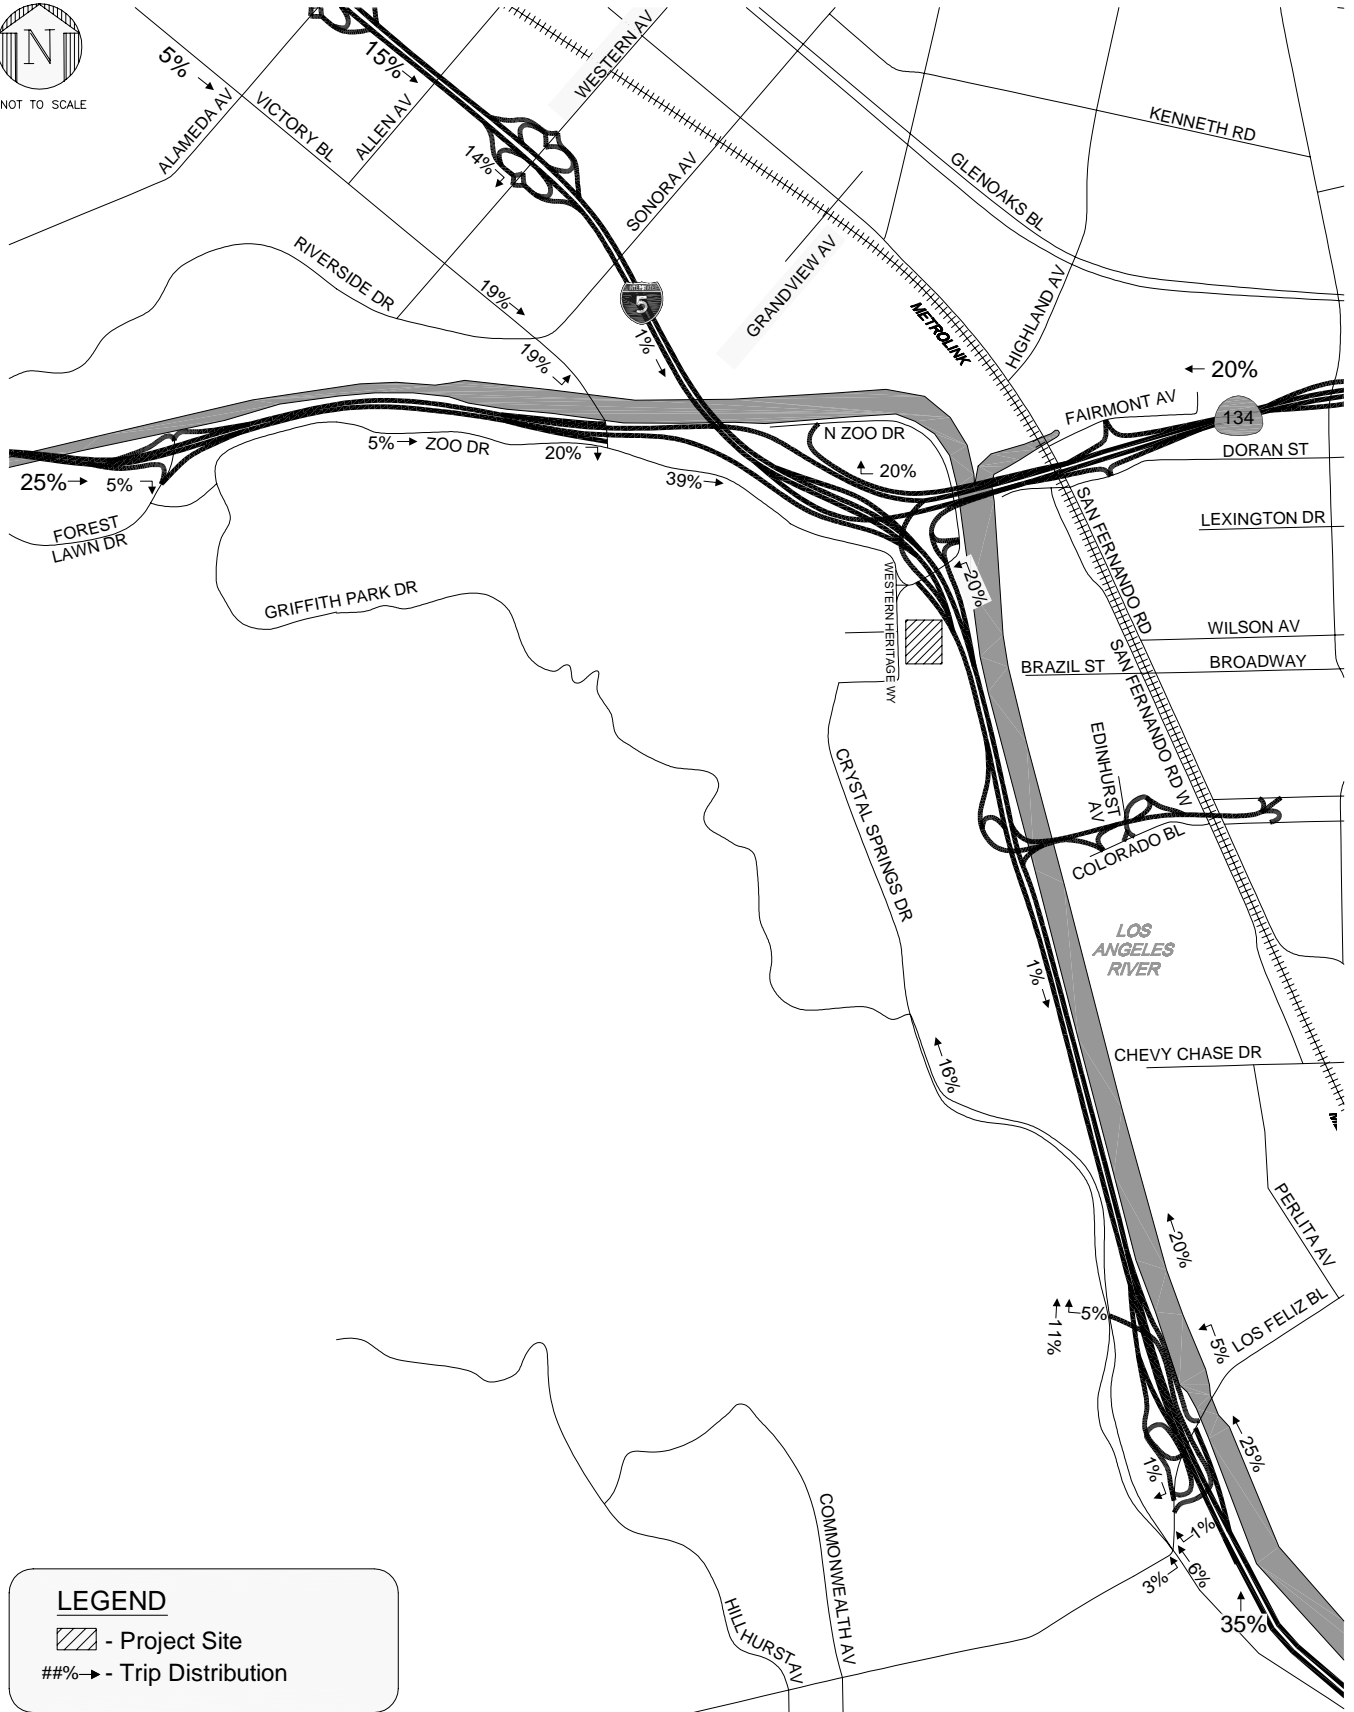 N
NOT TO SCALE
5%
15%
ALAMEDA AV
VICTORY BL
ALLEN AV
14%
WESTERN AV
SONORA AV
GRANDVIEW AV
KENNETH RD
GLENOAKS BL
HIGHLAND AV
METROLINK
RIVERSIDE DR
19%
19%
5
1%
20%
FAIRMONT AV
134
DORAN ST
N ZOO DR
20%
5%
ZOO DR
20%
39%
25%
5%
FOREST
LAWN DR
GRIFFITH PARK DR
SAN FERNANDO RD
LEXINGTON DR
20%
WESTERN HERITAGE WY
WILSON AV
BRAZIL ST
BROADWAY
SAN FERNANDO RD W
EDINHURST
AV
COLORADO BL
CRYSTAL SPRINGS DR
LOS
ANGELES
RIVER
1%
16%
CHEVY CHASE DR
PERLITA AV
20%
LOS FELIZ BL
5%
11%
5%
25%
1%
1%
6%
3%
35%
COMMONWEALTH AV
HILLHURST AV
LEGEND
- Project Site
##% - Trip Distribution